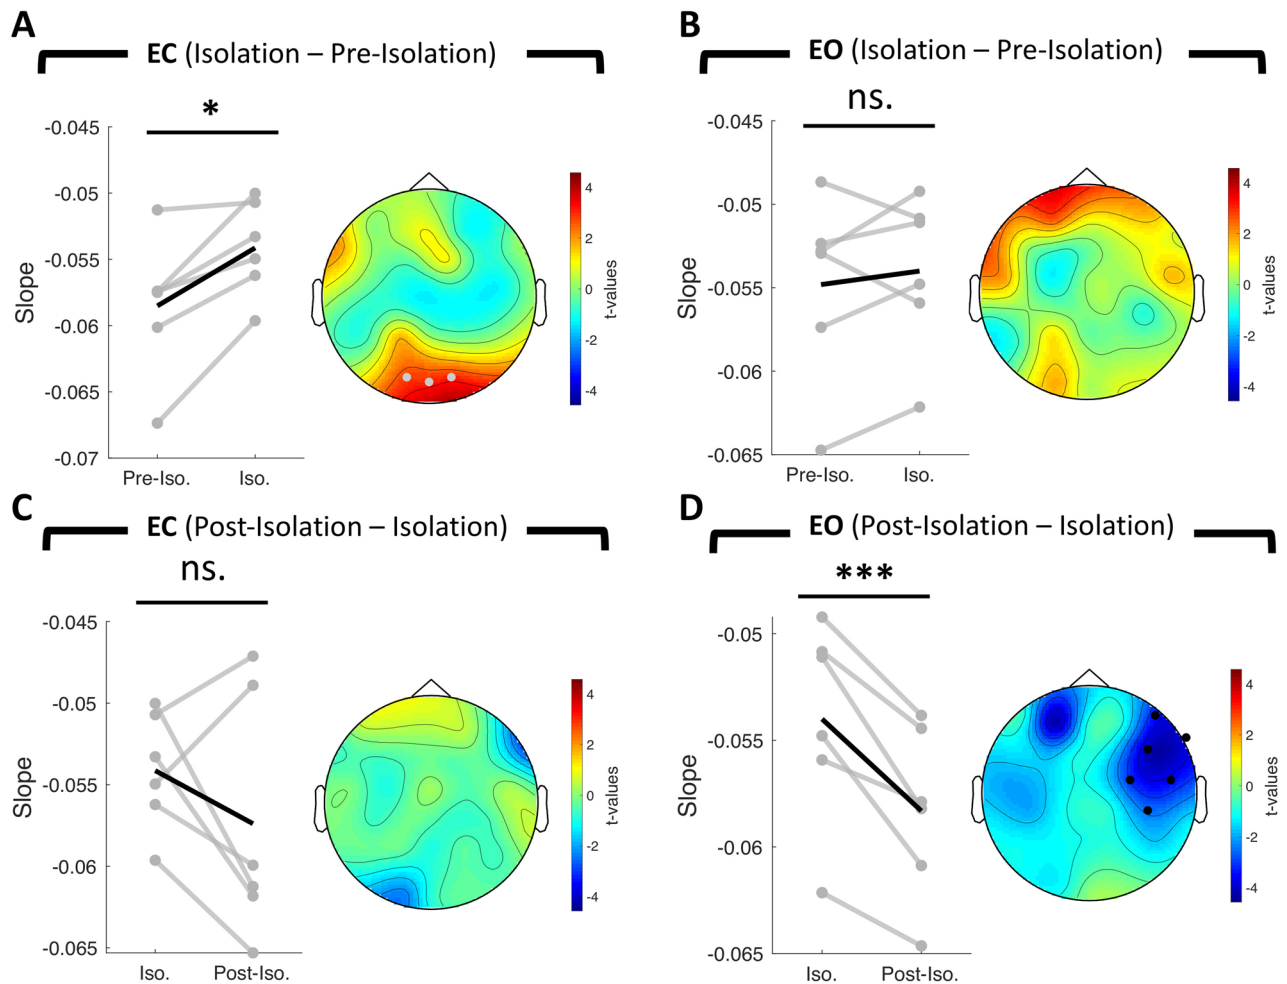 A
EC (Isolation – Pre-Isolation)
*
-0.045
-0.05
-0.055
-0.06
-0.065
-0.07
Slope
Pre-Iso.
Iso.
4
2
0
-2
-4
t-values
B
EO (Isolation – Pre-Isolation)
ns.
-0.045
-0.05
-0.055
-0.06
-0.065
Slope
Pre-Iso.
Iso.
4
2
0
-2
-4
t-values
C
EC (Post-Isolation – Isolation)
ns.
-0.045
-0.05
-0.055
-0.06
-0.065
Slope
Iso.
Post-Iso.
4
2
0
-2
-4
t-values
D
EO (Post-Isolation – Isolation)
***
-0.05
-0.055
-0.06
-0.065
Slope
Iso.
Post-Iso.
4
2
0
-2
-4
t-values